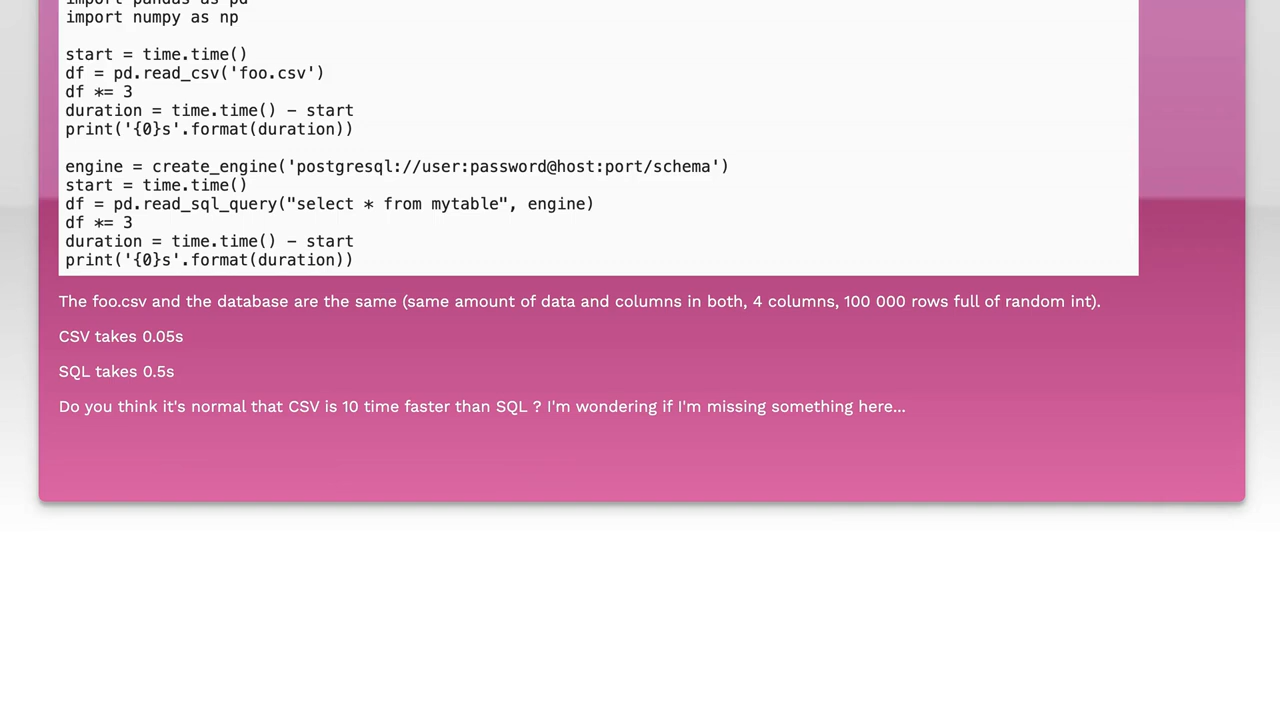 import pandas as pd
import numpy as np
start = time.time()
df = pd.read_csv('foo.csv')
df *= 3
duration = time.time() - start
print('{0}s'.format(duration))
engine = create_engine('postgresql://user:password@host:port/schema')
start = time.time()
df = pd.read_sql_query("select * from mytable", engine)
df *= 3
duration = time.time() - start
print('{0}s'.format(duration))
The foo.csv and the database are the same (same amount of data and columns in both, 4 columns, 100 000 rows full of random int).
CSV takes 0.05s
SQL takes 0.5s
Do you think it's normal that CSV is 10 time faster than SQL ? I'm wondering if I'm missing something here...